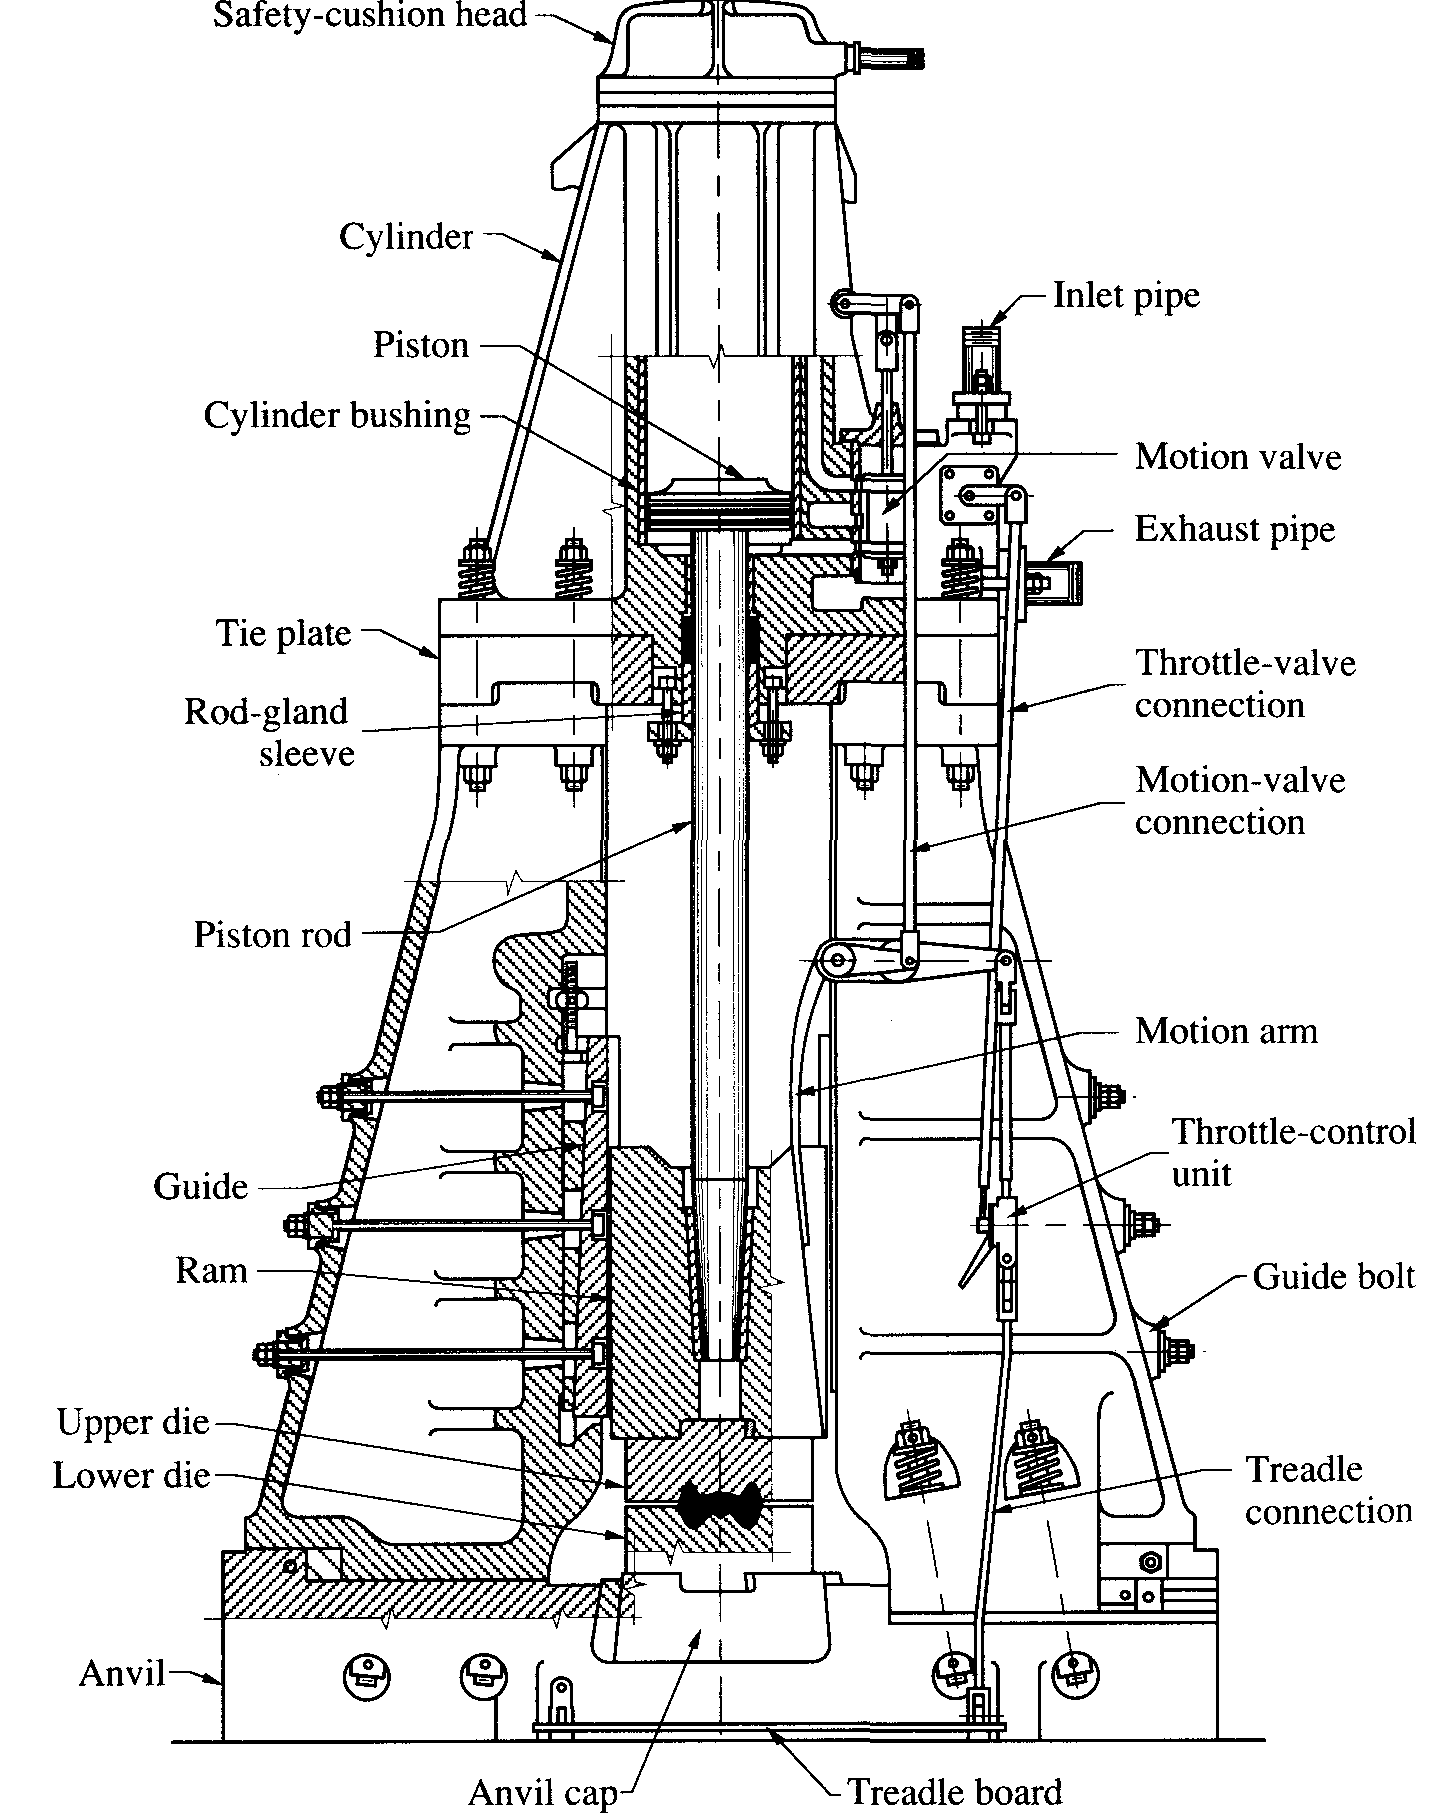 Safety-cushion head
Cylinder
Inlet pipe
Piston
Cylinder bushing
Motion valve
Exhaust pipe
Tie plate
Throttle-valve
connection
Rod-gland
sleeve
Motion-valve
connection
Piston rod
Motion arm
Throttle-control
unit
Guide
Ram
Guide bolt
Upper die
Lower die
Treadle
connection
Anvil
Anvil cap
Treadle board